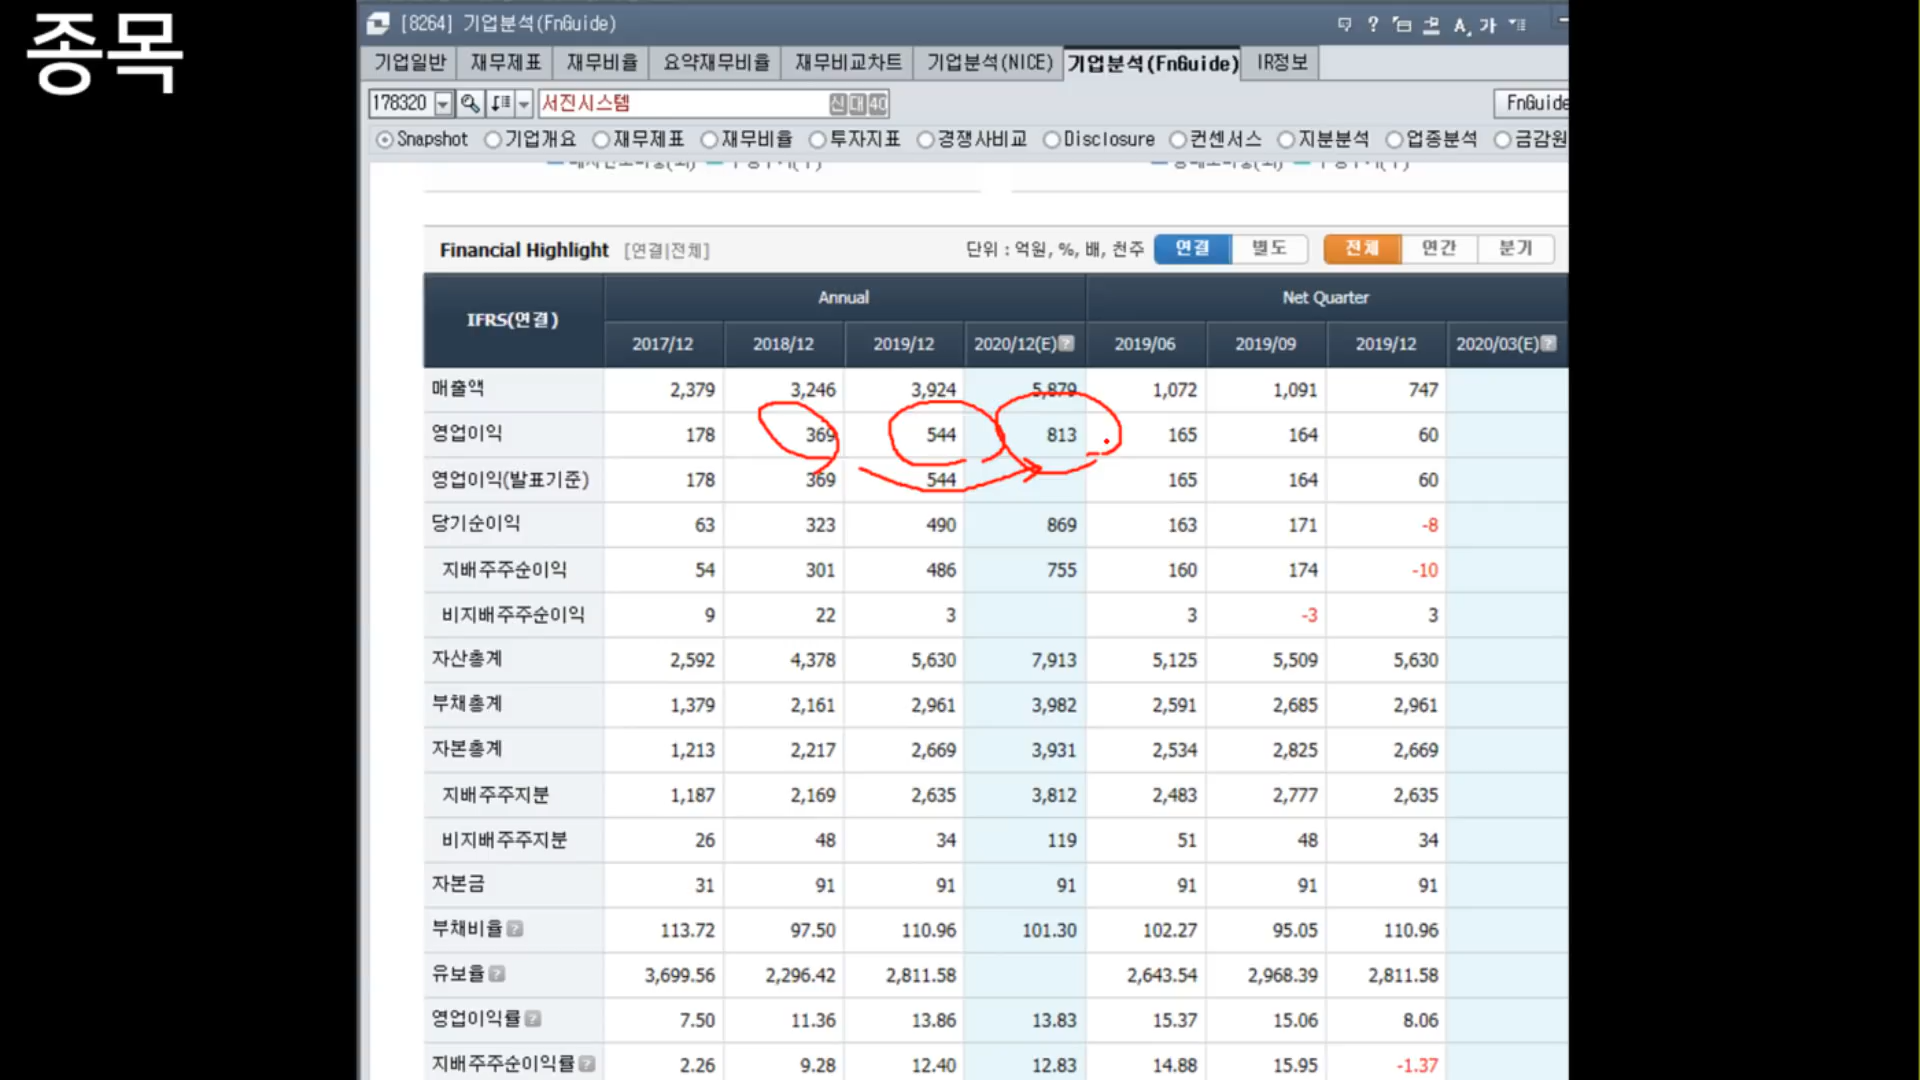 종목
[8264] 기업분석(FnGuide)
기업일반 재무제표 재무비율 요약재무비율 재무비교차트 기업분석(NICE) 기업분석(FnGuide) IR정보
178320 서진시스템 신 대 40 FnGuide
Snapshot 기업개요 재무제표 재무비율 투자지표 경쟁사비교 Disclosure 컨센서스 지분분석 업종분석 금감원
Financial Highlight [연결|전체] 단위 : 억원, %, 배, 천주 연결 별도 전체 연간 분기
IFRS(연결) Annual Net Quarter
2017/12 2018/12 2019/12 2020/12(E) 2019/06 2019/09 2019/12 2020/03(E)
매출액 2,379 3,246 3,924 5,879 1,072 1,091 747
영업이익 178 369 544 813 165 164 60
영업이익(발표기준) 178 369 544 165 164 60
당기순이익 63 323 490 869 163 171 -8
지배주주순이익 54 301 486 755 160 174 -10
비지배주주순이익 9 22 3 3 -3 3
자산총계 2,592 4,378 5,630 7,913 5,125 5,509 5,630
부채총계 1,379 2,161 2,961 3,982 2,591 2,685 2,961
자본총계 1,213 2,217 2,669 3,931 2,534 2,825 2,669
지배주주지분 1,187 2,169 2,635 3,812 2,483 2,777 2,635
비지배주주지분 26 48 34 119 51 48 34
자본금 31 91 91 91 91 91 91
부채비율 113.72 97.50 110.96 101.30 102.27 95.05 110.96
유보율 3,699.56 2,296.42 2,811.58 2,643.54 2,968.39 2,811.58
영업이익률 7.50 11.36 13.86 13.83 15.37 15.06 8.06
지배주주순이익률 2.26 9.28 12.40 12.83 14.88 15.95 -1.37